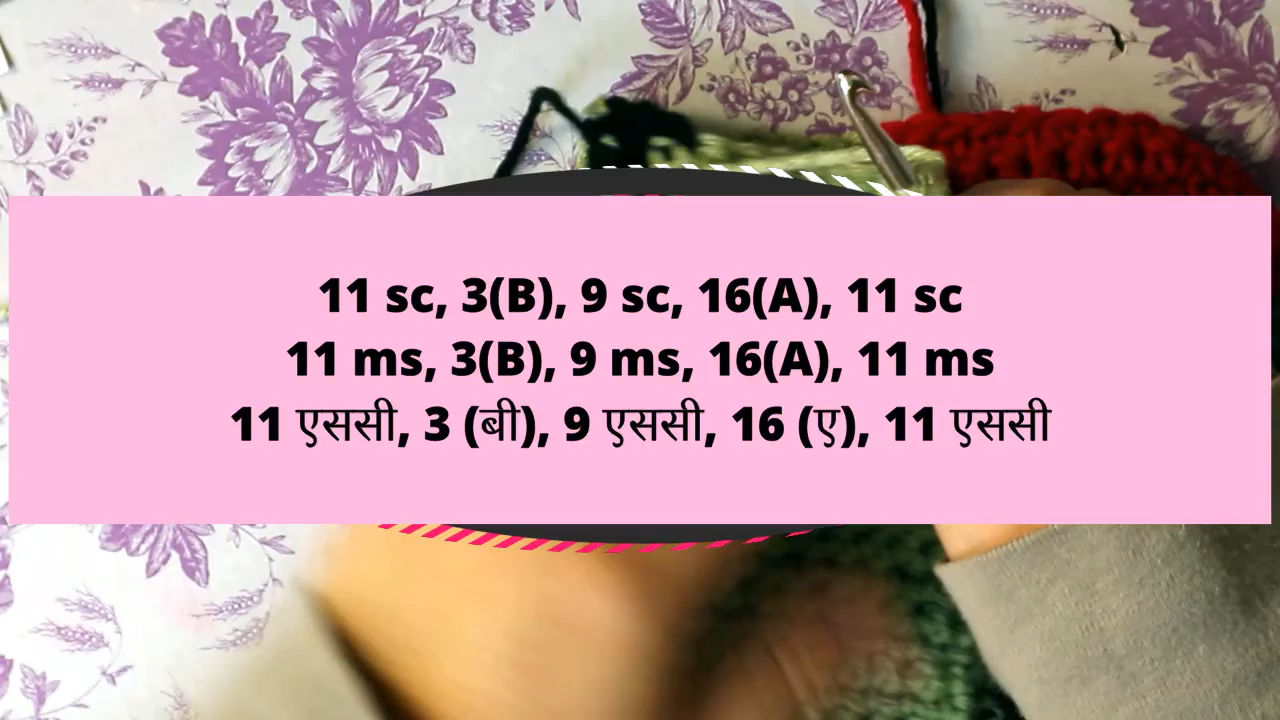 11 sc, 3(B), 9 sc, 16(A), 11 sc
11 ms, 3(B), 9 ms, 16(A), 11 ms
11 एससी, 3 (बी), 9 एससी, 16 (ए), 11 एससी